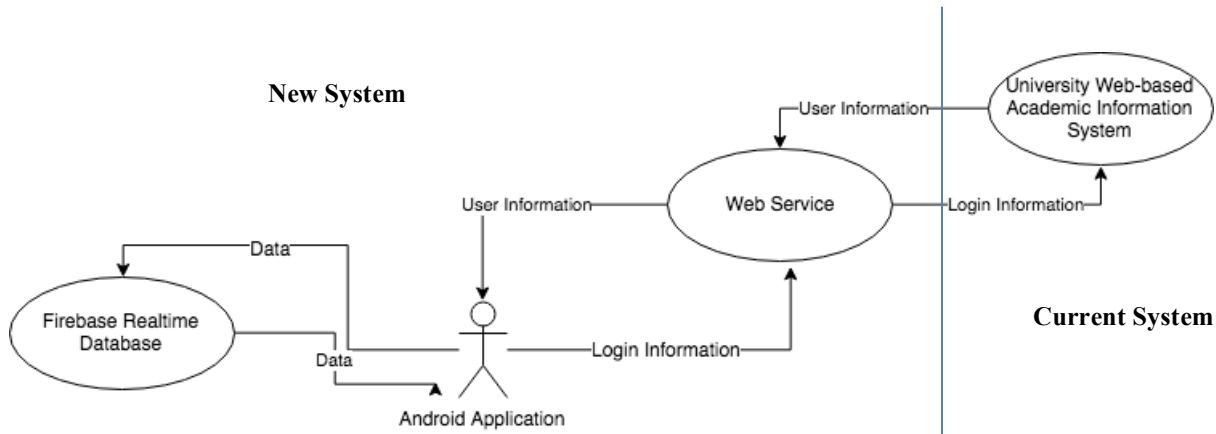 New System
University Web-based
Academic Information
System
User Information
User Information
Web Service
Login Information
Data
Firebase Realtime
Database
Data
Login Information
Current System
Android Application